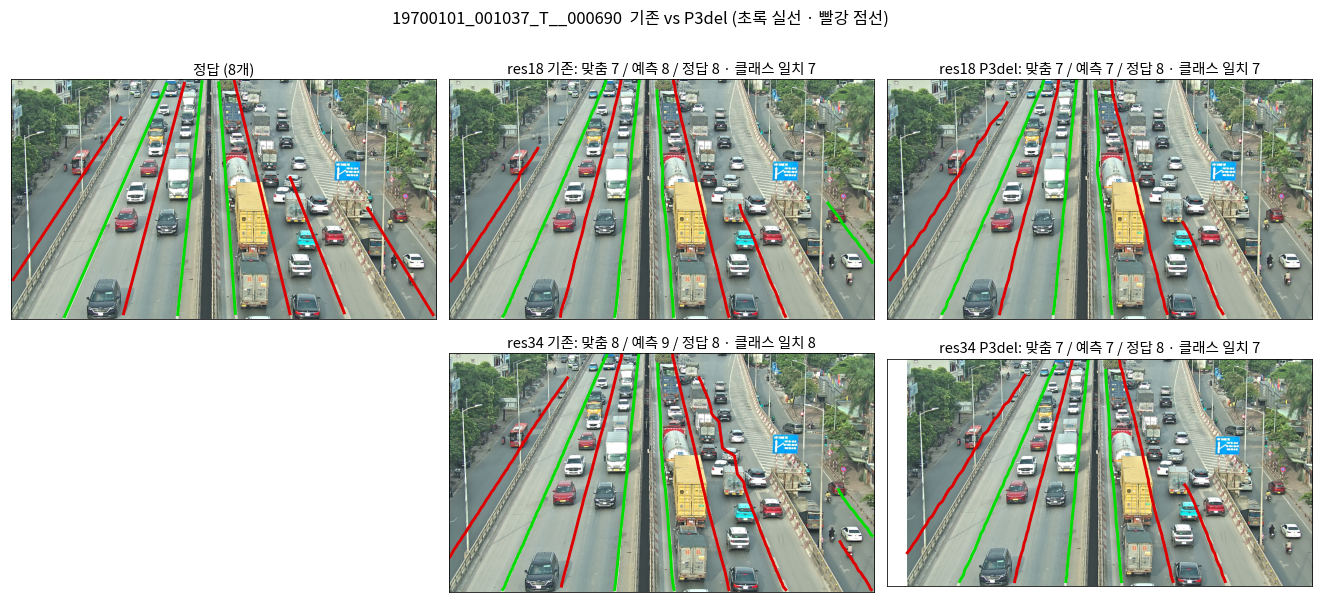 19700101_001037_T__000690 기존 vs P3del (초록 실선 · 빨강 점선)
정답 (8개)
res18 기존: 맞춤 7 / 예측 8 / 정답 8 · 클래스 일치 7
res18 P3del: 맞춤 7 / 예측 7 / 정답 8 · 클래스 일치 7
res34 기존: 맞춤 8 / 예측 9 / 정답 8 · 클래스 일치 8
res34 P3del: 맞춤 7 / 예측 7 / 정답 8 · 클래스 일치 7